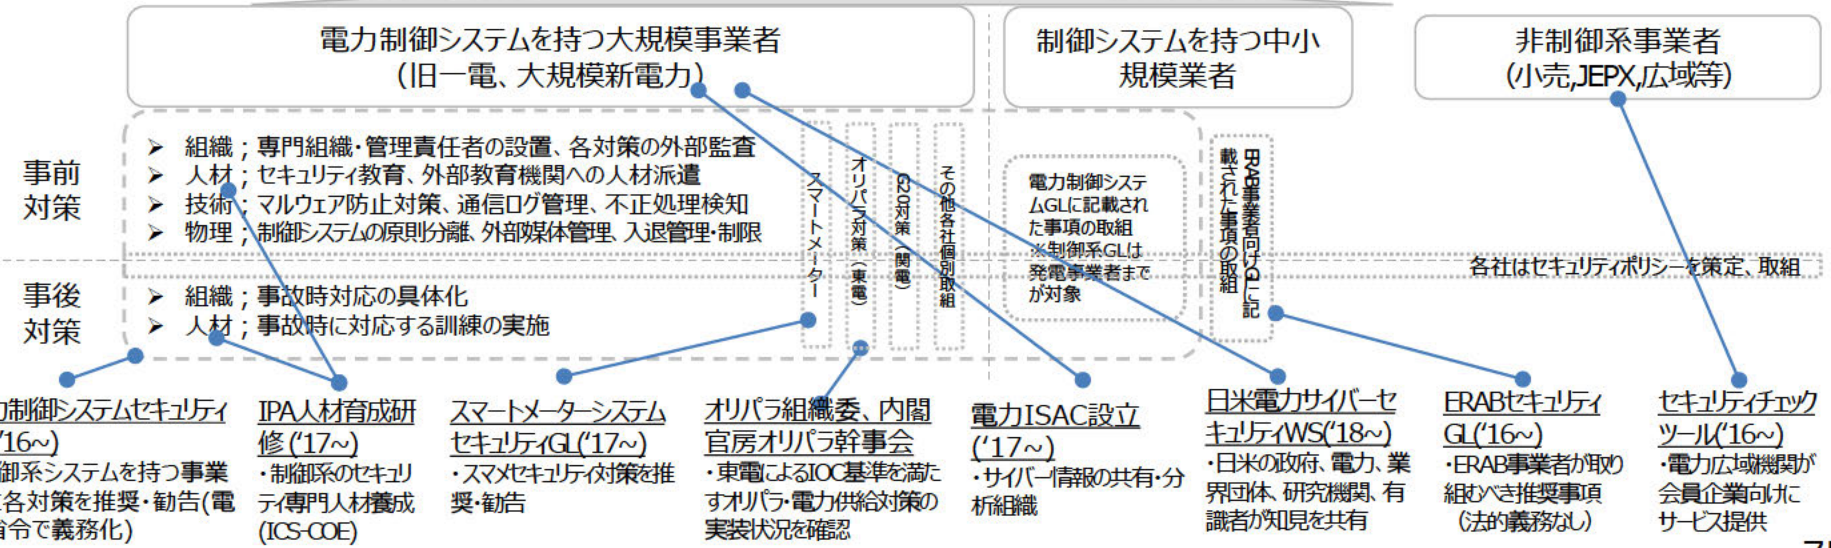 電力制御システムを持つ大規模事業者
（旧一電、大規模新電力）
制御システムを持つ中小
規模業者
非制御系事業者
(小売,JEPX,広域等)
事前
対策
➢ 組織；専門組織・管理責任者の設置、各対策の外部監査
➢ 人材；セキュリティ教育、外部教育機関への人材派遣
➢ 技術；マルウェア防止対策、通信ログ管理、不正処理検知
➢ 物理；制御システムの原則分離、外部媒体管理、入退管理・制限
事後
対策
➢ 組織；事故時対応の具体化
➢ 人材；事故時に対応する訓練の実施
スマートメーター
オリパラ対策（東電）
G20対策（関電）
その他各社個別取組
電力制御システ
ムGLに記載され
た事項の取組
※制御系GLは
発電事業者まで
が対象
ERAB事業者向けGLに記
載された事項の取組
各社はセキュリティポリシーを策定、取組
力制御システムセキュリティ
'16~)
御系システムを持つ事業
各対策を推奨・勧告(電
省令で義務化)
IPA人材育成研
修('17~)
・制御系のセキュリ
ティ専門人材養成
(ICS-COE)
スマートメーターシステム
セキュリティGL('17~)
・スマメセキュリティ対策を推
奨・勧告
オリパラ組織委、内閣
官房オリパラ幹事会
・東電によるIOC基準を満た
すオリパラ・電力供給対策の
実装状況を確認
電力ISAC設立
('17~)
・サイバー情報の共有・分
析組織
日米電力サイバーセ
キュリティWS('18~)
・日米の政府、電力、業
界団体、研究機関、有
識者が知見を共有
ERABセキュリティ
GL('16~)
・ERAB事業者が取り
組むべき推奨事項
（法的義務なし）
セキュリティチェック
ツール('16~)
・電力広域機関が
会員企業向けに
サービス提供